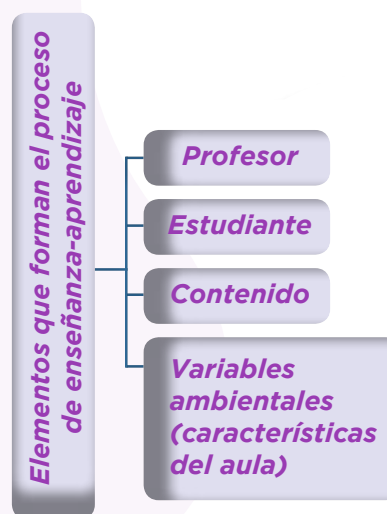 Elementos que forman el proceso
de enseñanza-aprendizaje
Profesor
Estudiante
Contenido
Variables
ambientales
(características
del aula)